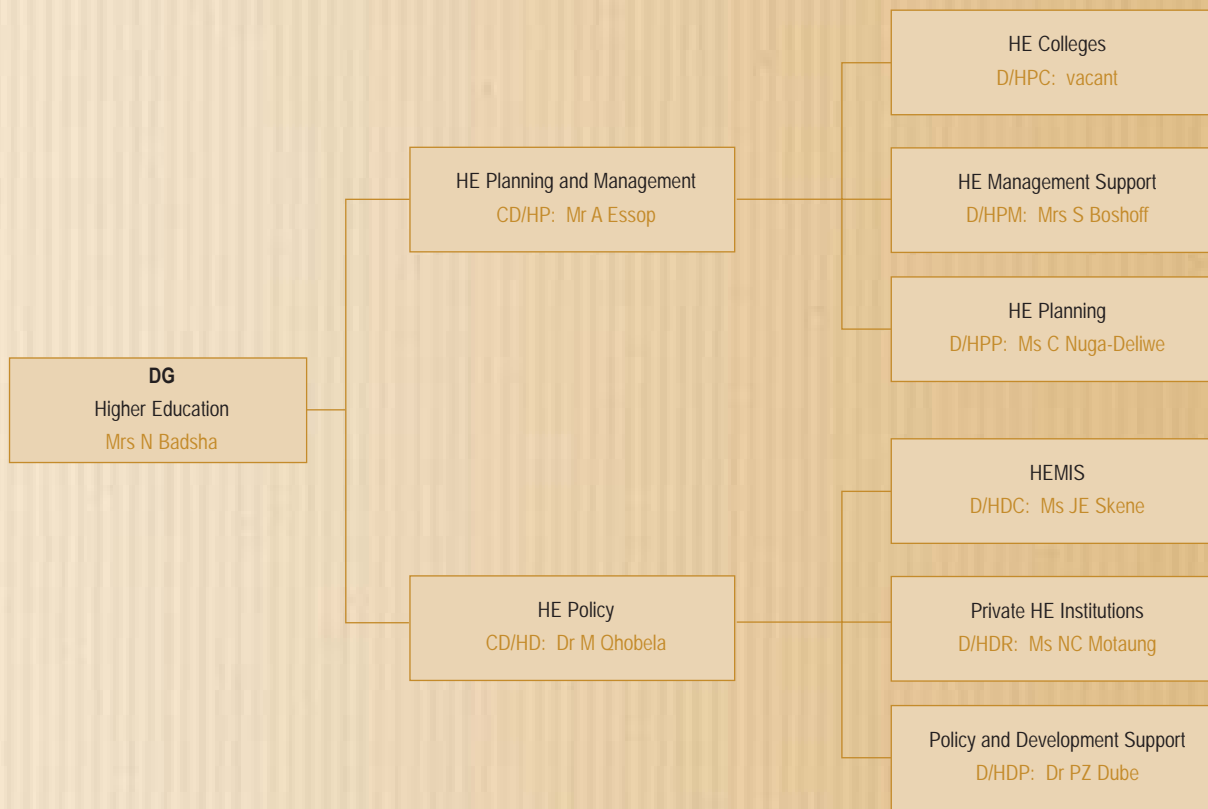 HE Colleges
D/HPC: vacant
HE Planning and Management
CD/HP: Mr A Essop
HE Management Support
D/HPM: Mrs S Boshoff
HE Planning
D/HPP: Ms C Nuga-Deliwe
DG
Higher Education
Mrs N Badsha
HEMIS
D/HDC: Ms JE Skene
HE Policy
CD/HD: Dr M Qhobela
Private HE Institutions
D/HDR: Ms NC Motaung
Policy and Development Support
D/HDP: Dr PZ Dube